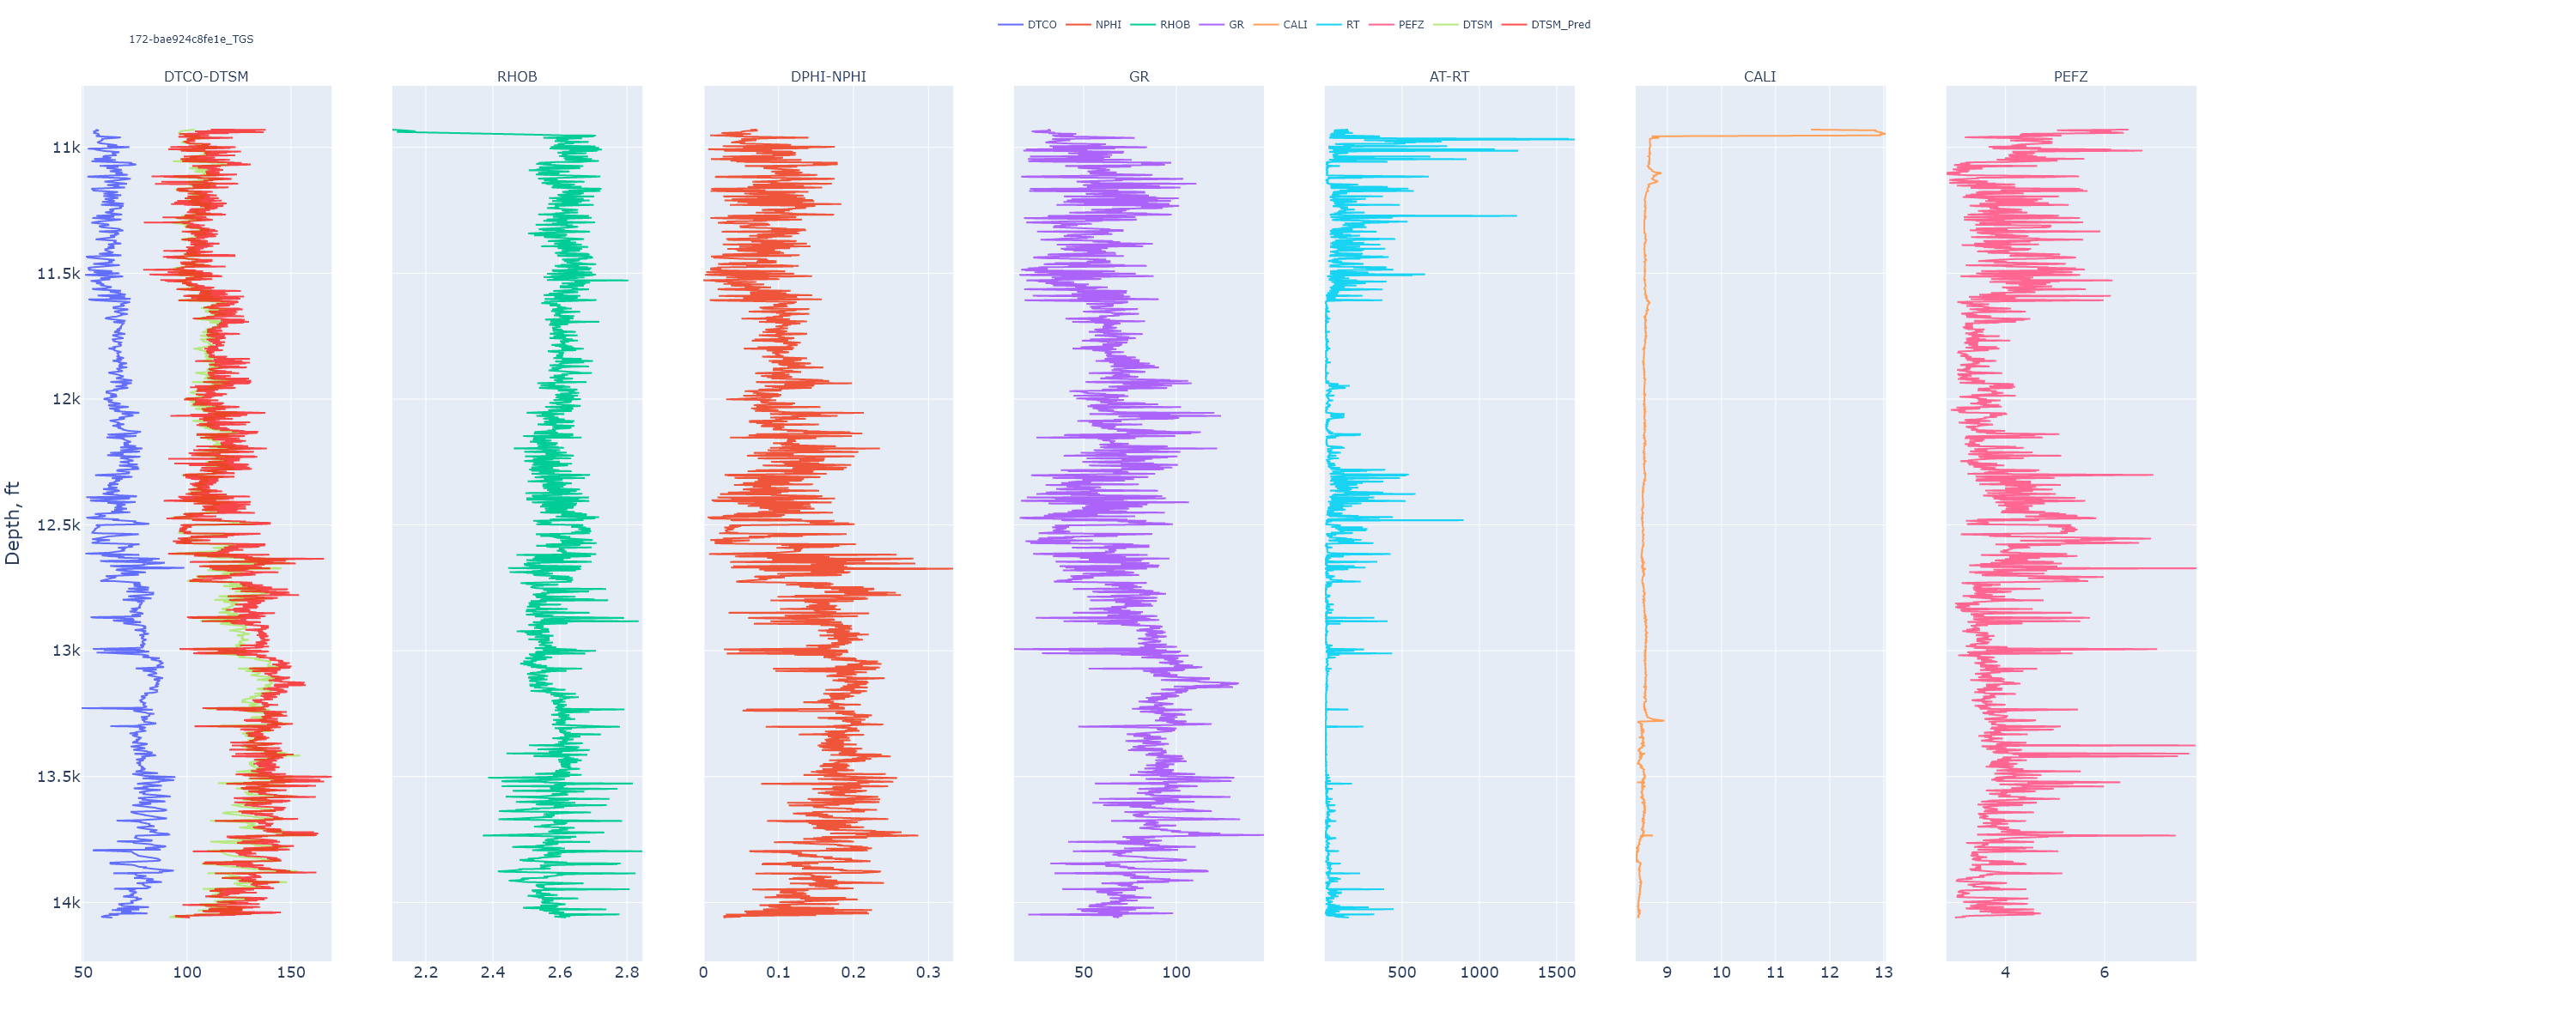 DTCO NPHI RHOB GR CALI RT PEFZ DTSM DTSM_Pred
172-bae924c8fe1e_TGS
DTCO-DTSM RHOB DPHI-NPHI GR AT-RT CALI PEFZ
11k
11.5k
12k
12.5k
13k
13.5k
14k
Depth, ft
50 100 150 2.2 2.4 2.6 2.8 0 0.1 0.2 0.3 50 100 500 1000 1500 9 10 11 12 13 4 6